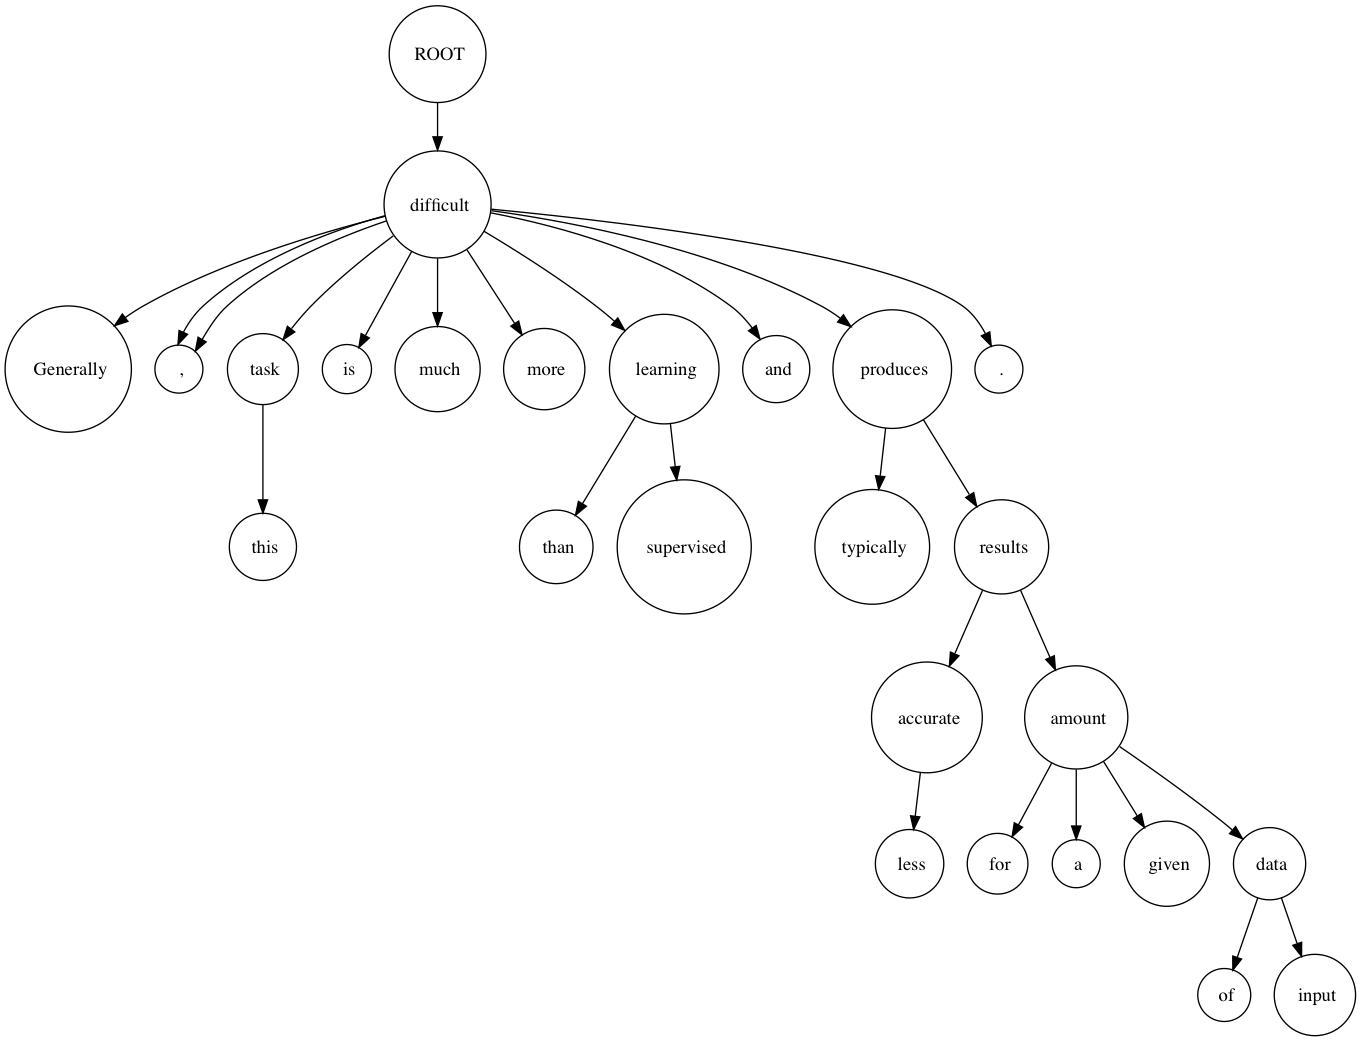 ROOT
difficult
Generally , task is much more learning and produces .
this than supervised typically results
accurate amount
less for a given data
of input